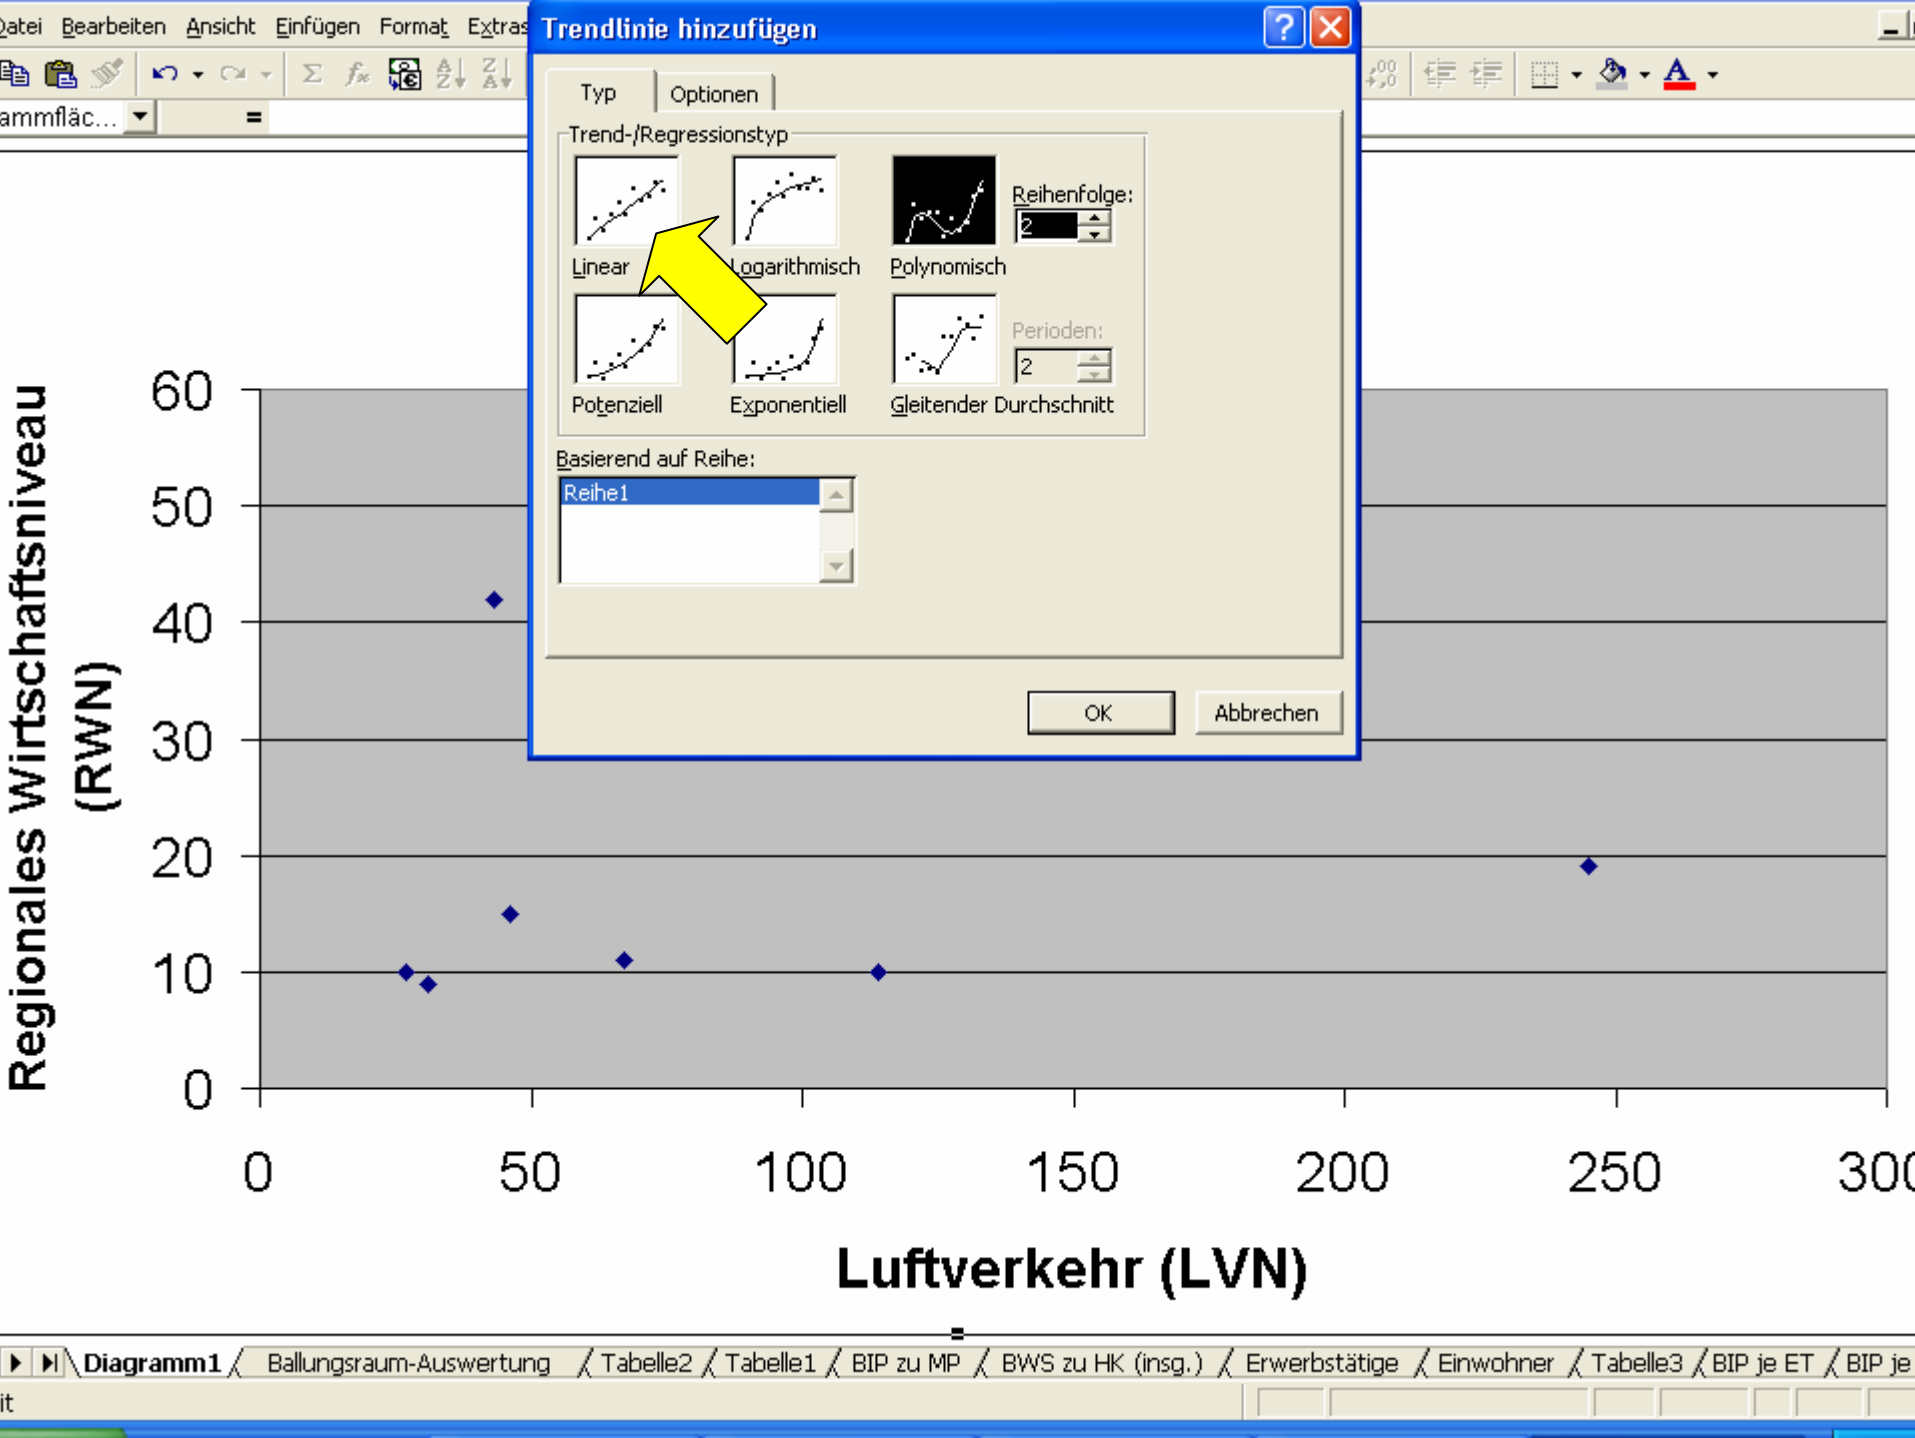 Datei Bearbeiten Ansicht Einfügen Format Extras
Trendlinie hinzufügen
Typ
Optionen
ammfläc...
=
Trend-/Regressionstyp
Reihenfolge:
2
Linear
Logarithmisch
Polynomisch
Perioden:
2
Potenziell
Exponentiell
Gleitender Durchschnitt
Basierend auf Reihe:
Reihe1
OK
Abbrechen
Regionales Wirtschaftsniveau
(RWN)
60
50
40
30
20
10
0
0 50 100 150 200 250 300
Luftverkehr (LVN)
Diagramm1 Ballungsraum-Auswertung Tabelle2 Tabelle1 BIP zu MP BWS zu HK (insg.) Erwerbstätige Einwohner Tabelle3 BIP je ET BIP je
it